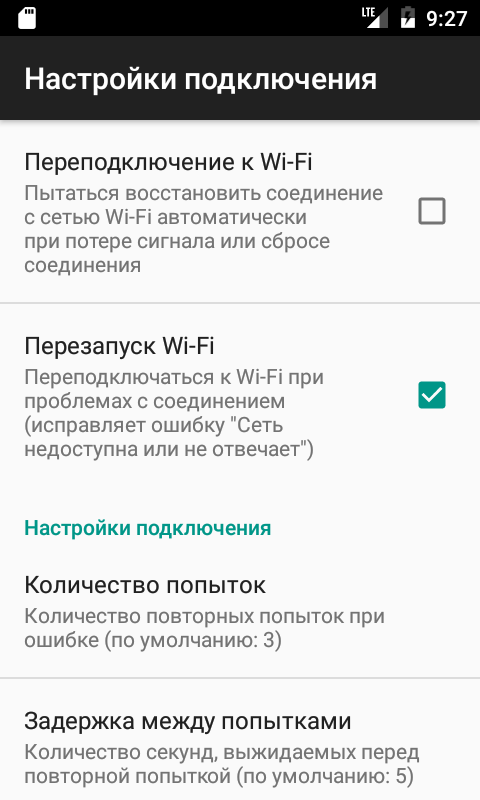 LTE 9:27
Настройки подключения
Переподключение к Wi-Fi
Пытаться восстановить соединение
с сетью Wi-Fi автоматически
при потере сигнала или сбросе
соединения
Перезапуск Wi-Fi
Переподключаться к Wi-Fi при
проблемах с соединением
(исправляет ошибку "Сеть
недоступна или не отвечает")
Настройки подключения
Количество попыток
Количество повторных попыток при
ошибке (по умолчанию: 3)
Задержка между попытками
Количество секунд, выжидаемых перед
повторной попыткой (по умолчанию: 5)